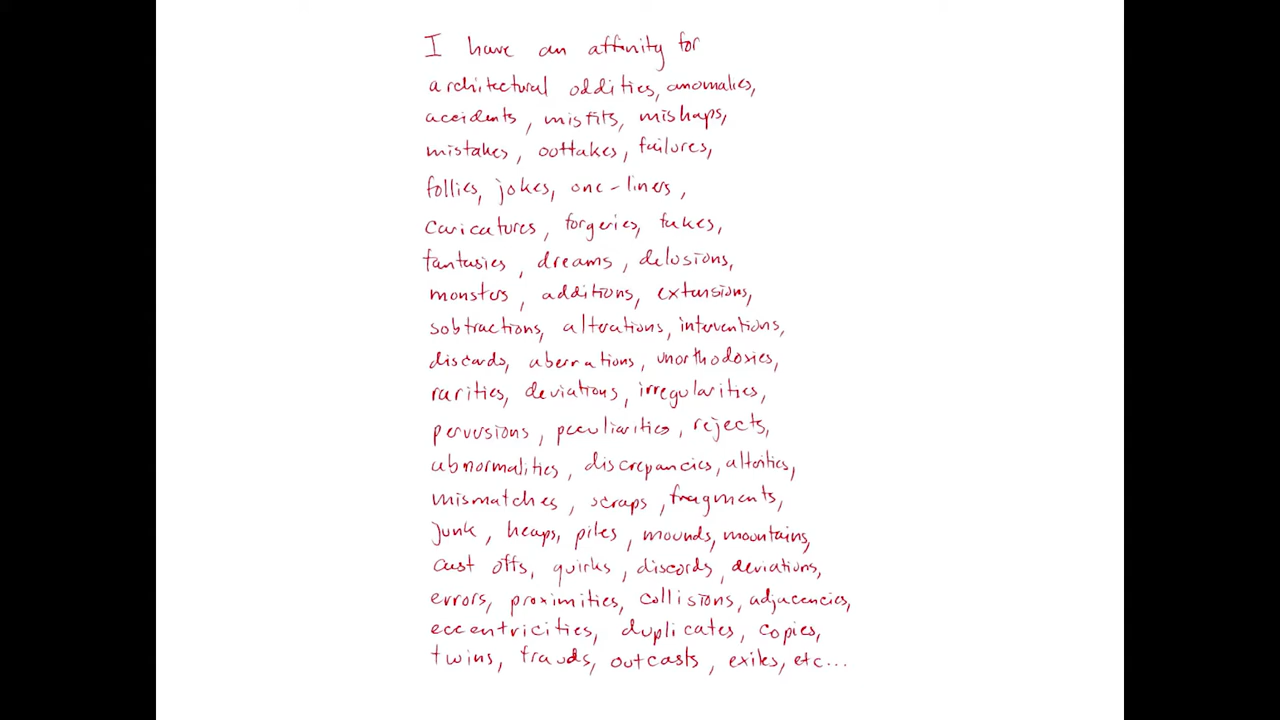 I have an affinity for
architectural oddities, anomalies,
accidents, misfits, mishaps,
mistakes, outtakes, failures,
follies, jokes, one-liners,
caricatures, forgeries, fakes,
fantasies, dreams, delusions,
monsters, additions, extensions,
subtractions, alterations, interventions,
discards, aberrations, unorthodoxies,
rarities, deviations, irregularities,
perversions, peculiarities, rejects,
abnormalities, discrepancies, alterities,
mismatches, scraps, fragments,
junk, heaps, piles, mounds, mountains,
cast offs, quirks, discords, deviations,
errors, proximities, collisions, adjacencies,
eccentricities, duplicates, copies,
twins, frauds, outcasts, exiles, etc...